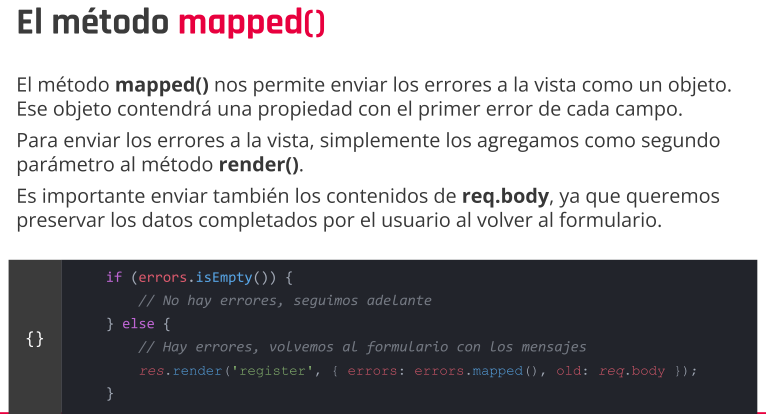 El método mapped()
El método mapped() nos permite enviar los errores a la vista como un objeto.
Ese objeto contendrá una propiedad con el primer error de cada campo.
Para enviar los errores a la vista, simplemente los agregamos como segundo
parámetro al método render().
Es importante enviar también los contenidos de req.body, ya que queremos
preservar los datos completados por el usuario al volver al formulario.
{}
if (errors.isEmpty()) {
// No hay errores, seguimos adelante
} else {
// Hay errores, volvemos al formulario con los mensajes
res.render('register', { errors: errors.mapped(), old: req.body });
}